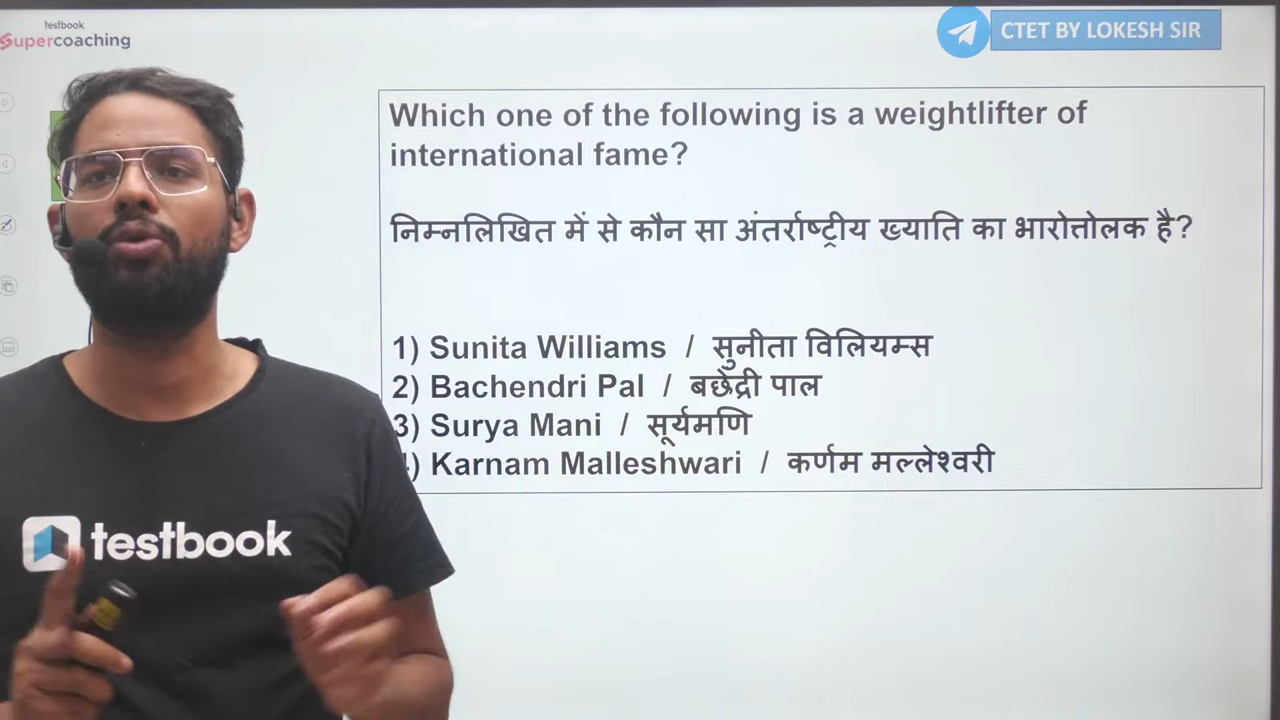 testbook
Supercoaching
CTET BY LOKESH SIR
Which one of the following is a weightlifter of
international fame?
निम्नलिखित में से कौन सा अंतर्राष्ट्रीय ख्याति का भारोत्तोलक है?
1) Sunita Williams / सुनीता विलियम्स
2) Bachendri Pal / बछेंद्री पाल
3) Surya Mani / सूर्यमणि
4) Karnam Malleshwari / कर्णम मल्लेश्वरी
testbook